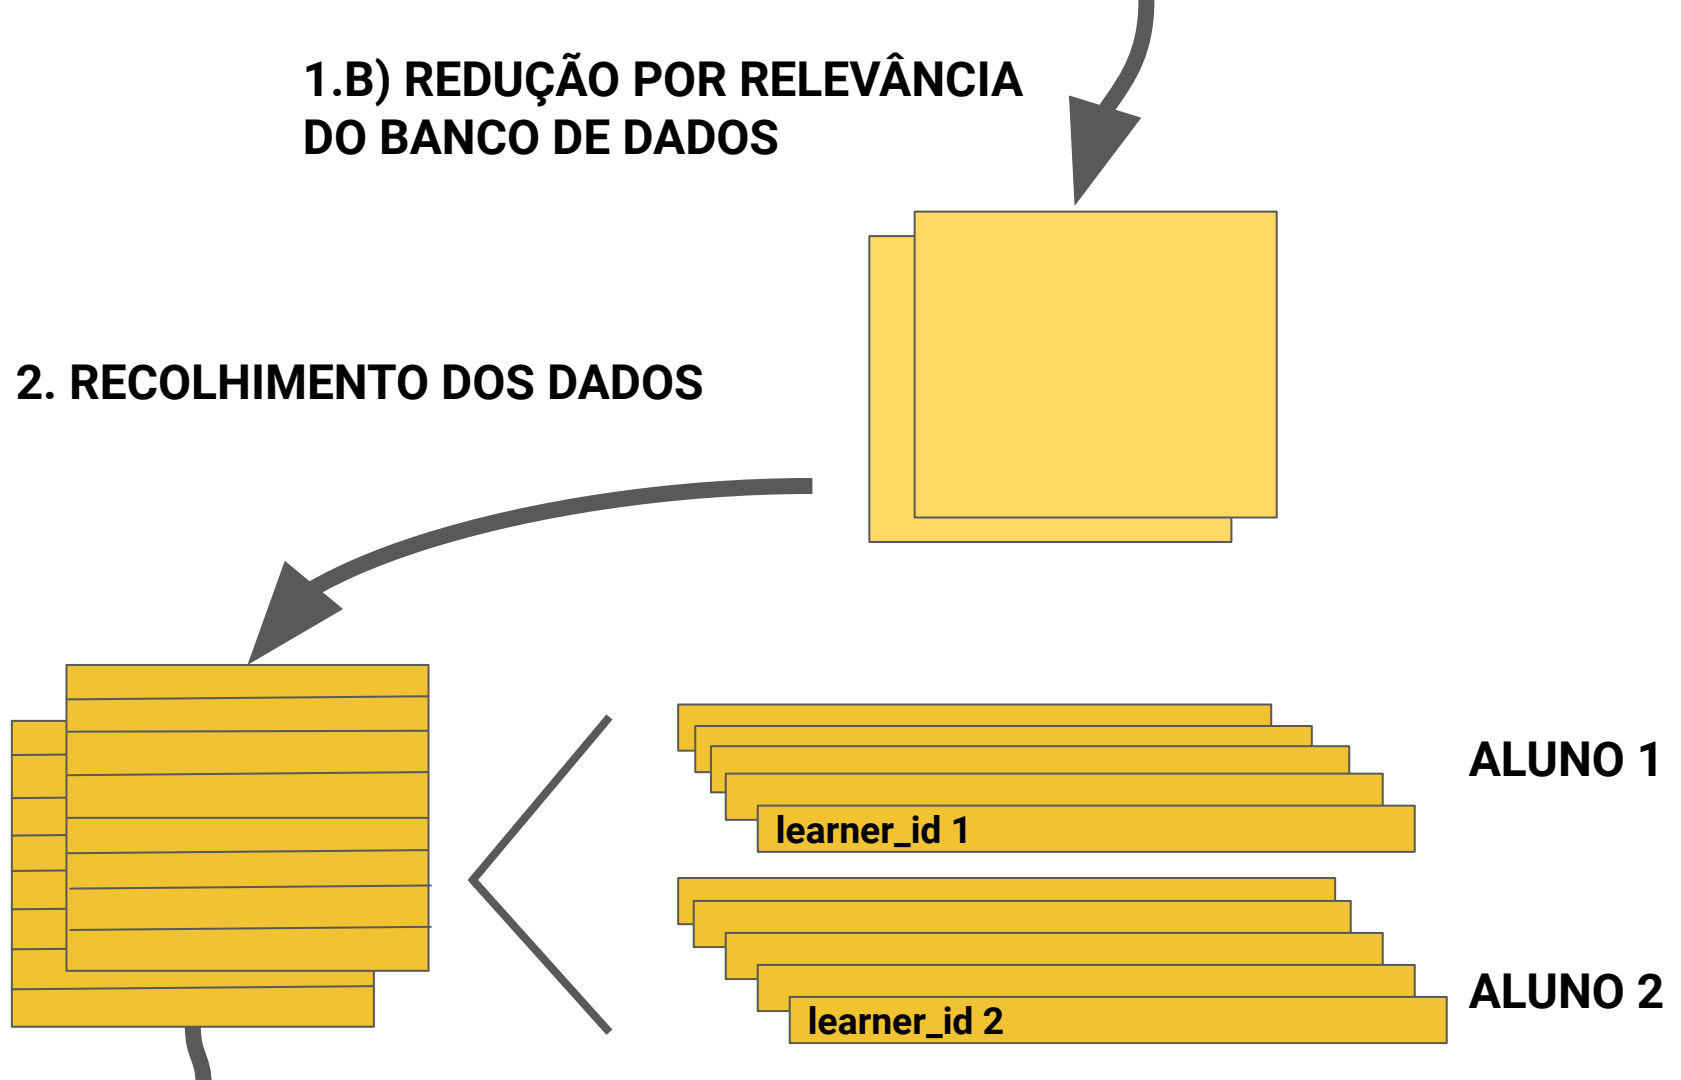 1.B) REDUÇÃO POR RELEVÂNCIA
DO BANCO DE DADOS
2. RECOLHIMENTO DOS DADOS
ALUNO 1
learner_id 1
ALUNO 2
learner_id 2